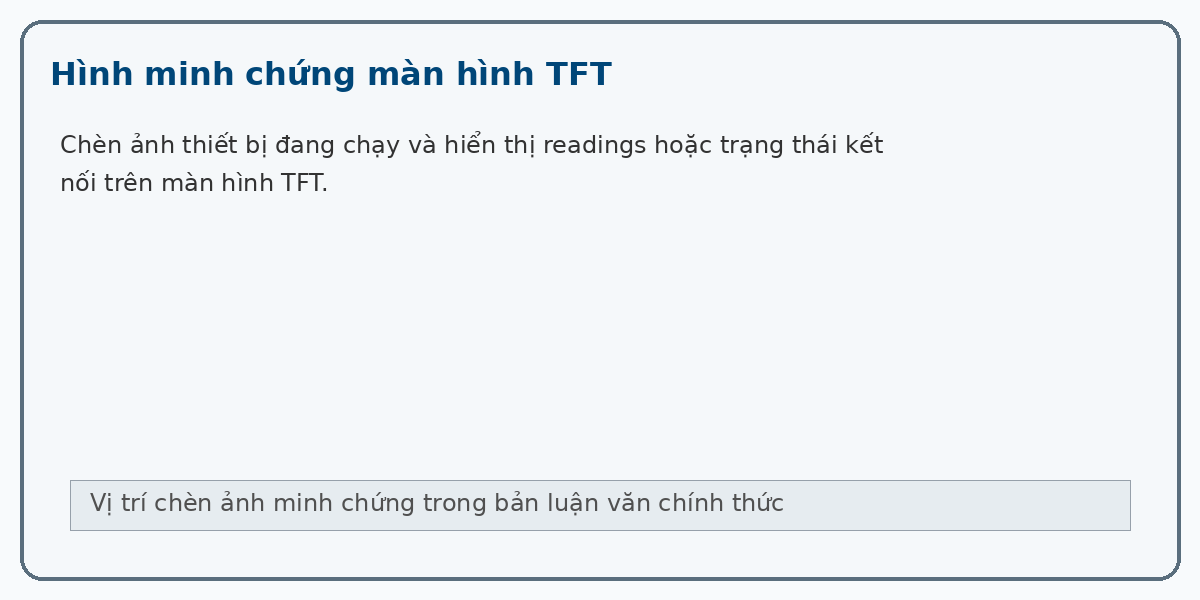 Hình minh chứng màn hình TFT
Chèn ảnh thiết bị đang chạy và hiển thị readings hoặc trạng thái kết
nối trên màn hình TFT.
Vị trí chèn ảnh minh chứng trong bản luận văn chính thức